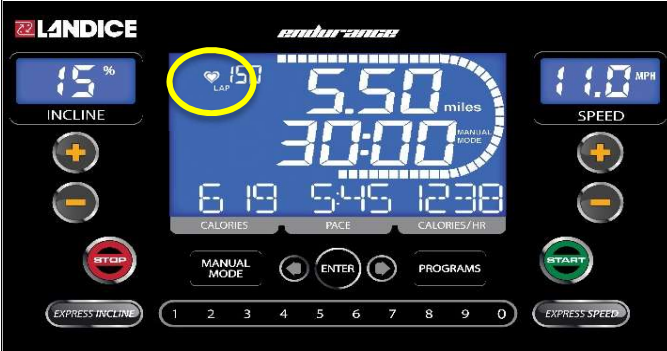 LANDICE
endurance
15 %
INCLINE
150
LAP
5.50 miles
30:00 MANUAL MODE
11.0 MPH
SPEED
619 5:45 1238
CALORIES PACE CALORIES/HR
STOP
MANUAL MODE
ENTER
PROGRAMS
START
EXPRESS INCLINE
1 2 3 4 5 6 7 8 9 0
EXPRESS SPEED